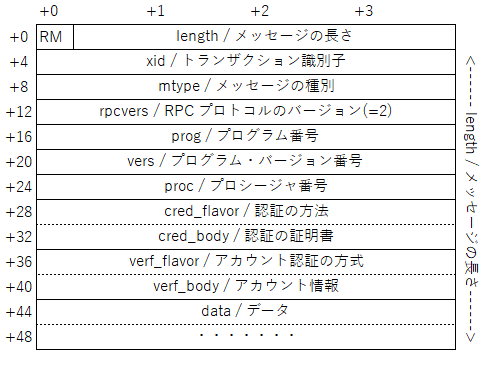 +0 +1 +2 +3
+0 RM length / メッセージの長さ
+4 xid / トランザクション識別子
+8 mtype / メッセージの種別
+12 rpcvers / RPC プロトコルのバージョン(=2)
+16 prog / プログラム番号
+20 vers / プログラム・バージョン番号
+24 proc / プロシージャ番号
+28 cred_flavor / 認証の方法
+32 cred_body / 認証の証明書
+36 verf_flavor / アカウント認証の方式
+40 verf_body / アカウント情報
+44 data / データ
+48 ・・・・・・・
<------ length / メッセージの長さ ------>